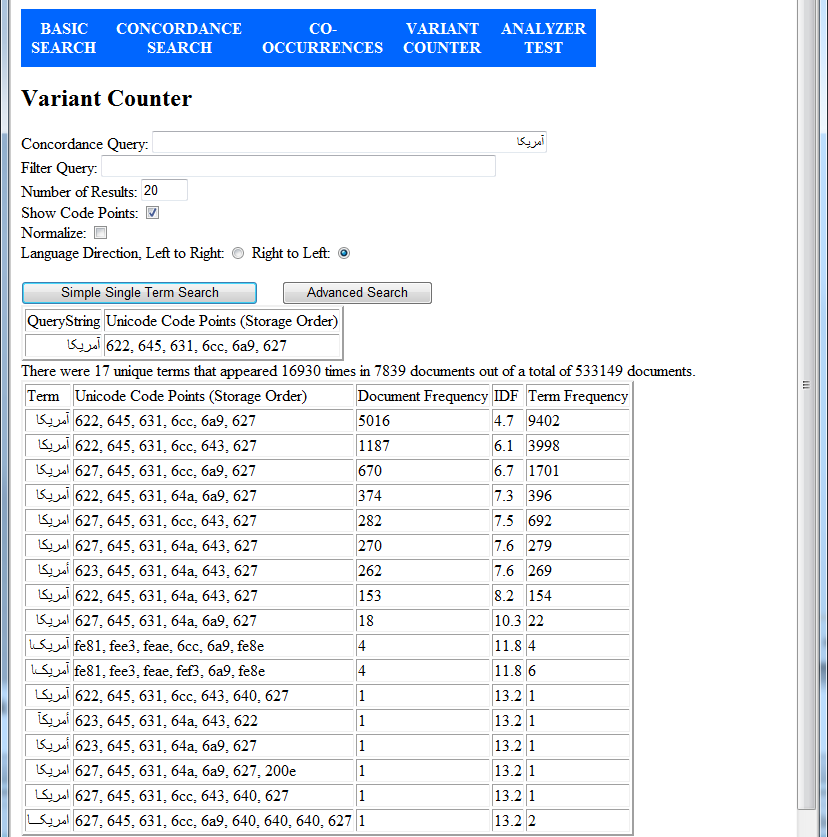 BASIC SEARCH CONCORDANCE SEARCH CO-OCCURRENCES VARIANT COUNTER ANALYZER TEST
Variant Counter
Concordance Query: آمریکا
Filter Query:
Number of Results: 20
Show Code Points:
Normalize:
Language Direction, Left to Right: Right to Left:
Simple Single Term Search Advanced Search
QueryString Unicode Code Points (Storage Order)
آمریکا 622, 645, 631, 6cc, 6a9, 627
There were 17 unique terms that appeared 16930 times in 7839 documents out of a total of 533149 documents.
Term Unicode Code Points (Storage Order) Document Frequency IDF Term Frequency
آمریکا 622, 645, 631, 6cc, 6a9, 627 5016 4.7 9402
آمریكا 622, 645, 631, 6cc, 643, 627 1187 6.1 3998
امریکا 627, 645, 631, 6cc, 6a9, 627 670 6.7 1701
آمريکا 622, 645, 631, 64a, 6a9, 627 374 7.3 396
امریكا 627, 645, 631, 6cc, 643, 627 282 7.5 692
امريكا 627, 645, 631, 64a, 643, 627 270 7.6 279
أمريكا 623, 645, 631, 64a, 643, 627 262 7.6 269
آمريكا 622, 645, 631, 64a, 643, 627 153 8.2 154
امريکا 627, 645, 631, 64a, 6a9, 627 18 10.3 22
ﺁﻣﺮیکﺎ fe81, fee3, feae, 6cc, 6a9, fe8e 4 11.8 4
ﺁﻣﺮﻳکﺎ fe81, fee3, feae, fef3, 6a9, fe8e 4 11.8 6
آمریكـا 622, 645, 631, 6cc, 643, 640, 627 1 13.2 1
أمريكآ 623, 645, 631, 64a, 643, 622 1 13.2 1
أمريکا 623, 645, 631, 64a, 6a9, 627 1 13.2 1
امريکا‎ 627, 645, 631, 64a, 6a9, 627, 200e 1 13.2 1
امریكـا 627, 645, 631, 6cc, 643, 640, 627 1 13.2 1
امریکـــا 627, 645, 631, 6cc, 6a9, 640, 640, 640, 627 1 13.2 2